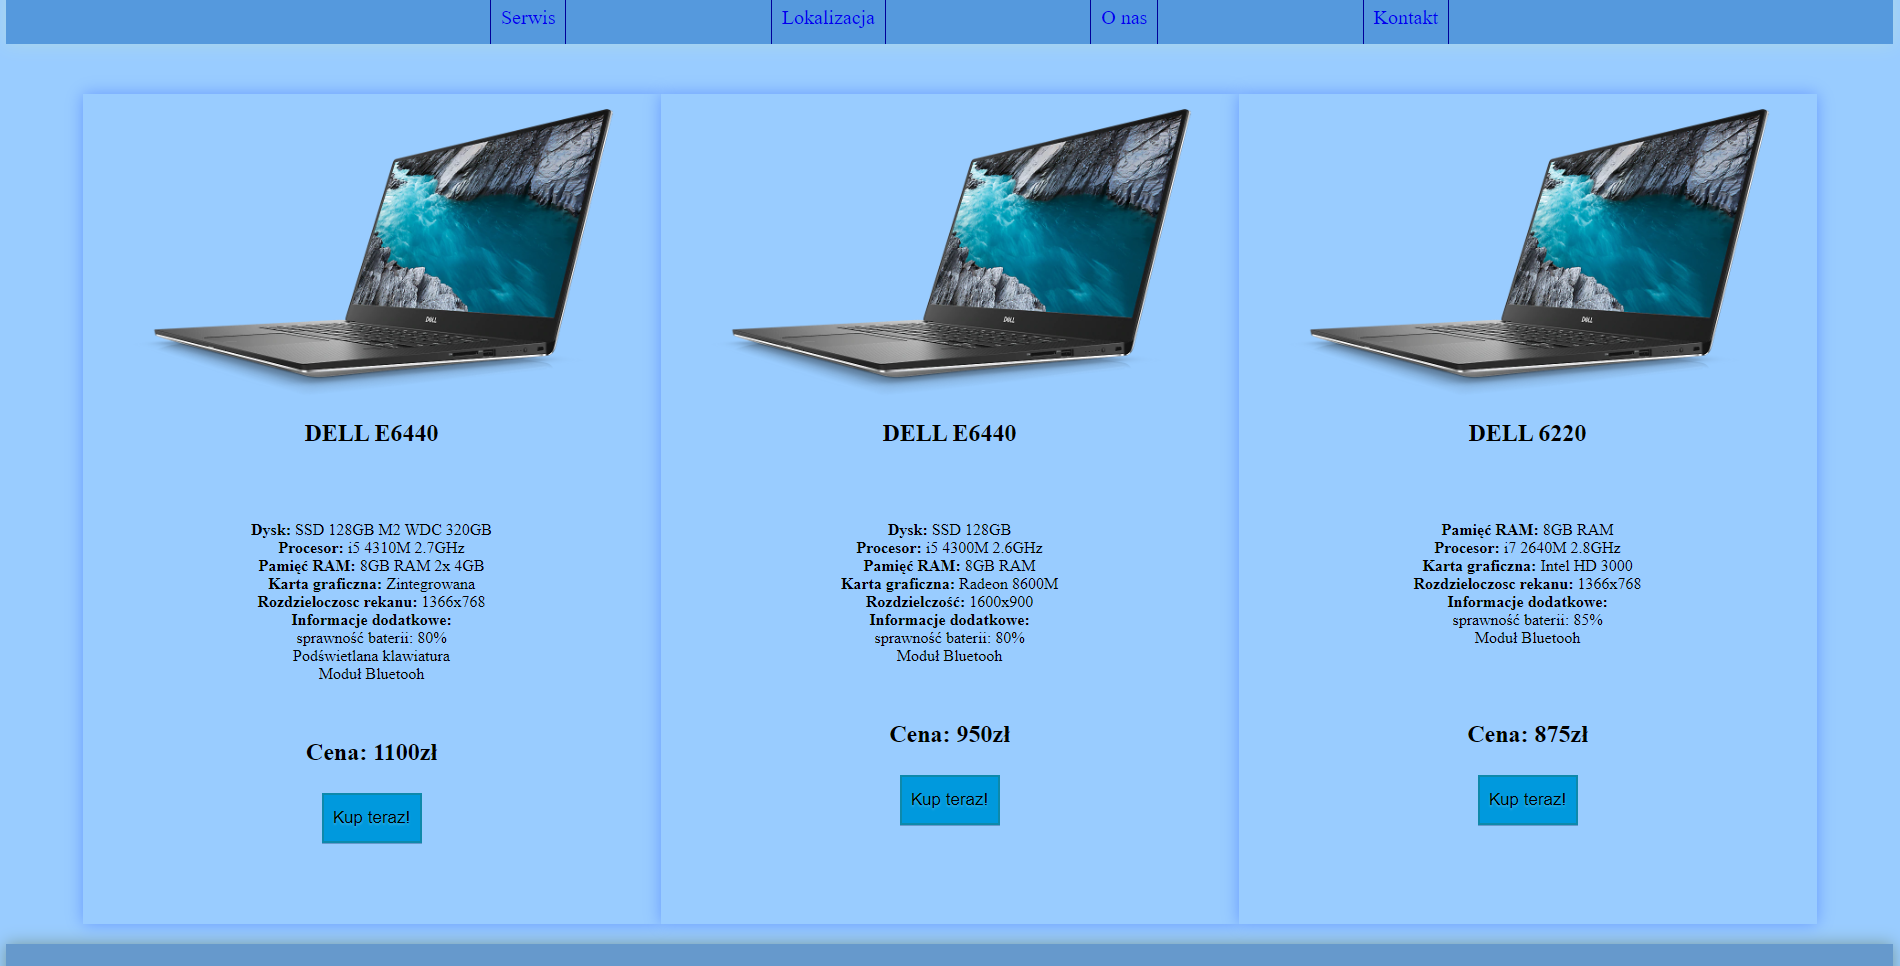 Serwis
Lokalizacja
O nas
Kontakt
DELL
DELL E6440
Dysk: SSD 128GB M2 WDC 320GB
Procesor: i5 4310M 2.7GHz
Pamięć RAM: 8GB RAM 2x 4GB
Karta graficzna: Zintegrowana
Rozdzieloczosc rekanu: 1366x768
Informacje dodatkowe:
sprawność baterii: 80%
Podświetlana klawiatura
Moduł Bluetooh
Cena: 1100zł
Kup teraz!
DELL
DELL E6440
Dysk: SSD 128GB
Procesor: i5 4300M 2.6GHz
Pamięć RAM: 8GB RAM
Karta graficzna: Radeon 8600M
Rozdzielczość: 1600x900
Informacje dodatkowe:
sprawność baterii: 80%
Moduł Bluetooh
Cena: 950zł
Kup teraz!
DELL
DELL 6220
Pamięć RAM: 8GB RAM
Procesor: i7 2640M 2.8GHz
Karta graficzna: Intel HD 3000
Rozdzieloczosc rekanu: 1366x768
Informacje dodatkowe:
sprawność baterii: 85%
Moduł Bluetooh
Cena: 875zł
Kup teraz!